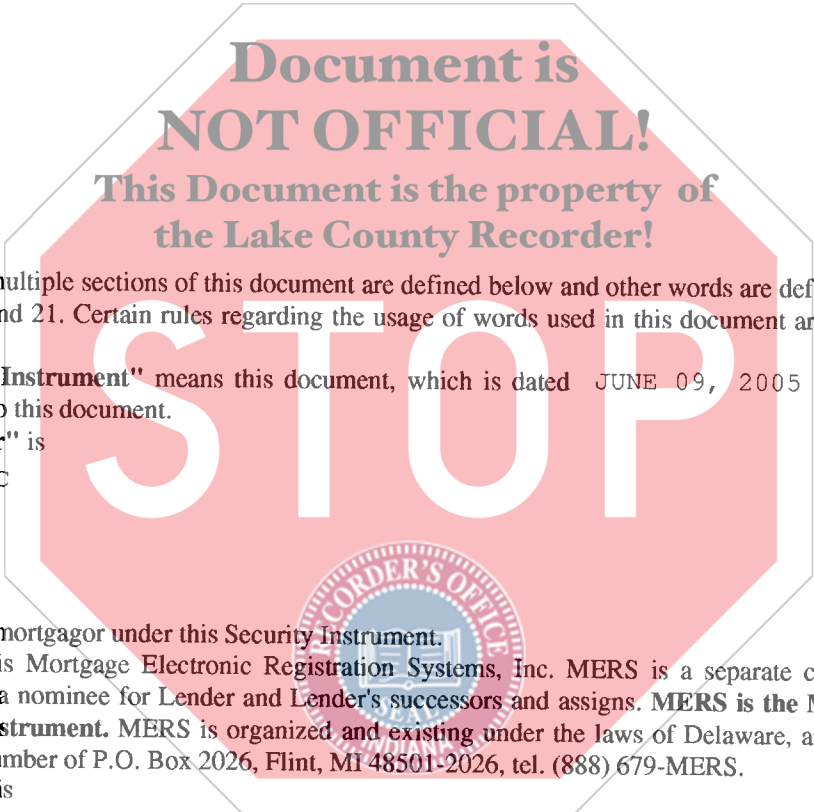 Document is
NOT OFFICIAL!
This Document is the property of
the Lake County Recorder!
multiple sections of this document are defined below and other words are def
nd 21. Certain rules regarding the usage of words used in this document ar
STOP
Instrument" means this document, which is dated JUNE 09, 2005
this document.
r" is
C
RECORDER'S OFFICE
mortgagor under this Security Instrument.
is Mortgage Electronic Registration Systems, Inc. MERS is a separate c
a nominee for Lender and Lender's successors and assigns. MERS is the M
strument. MERS is organized and existing under the laws of Delaware, a
SEAL
INDIANA
mber of P.O. Box 2026, Flint, MI 48501-2026, tel. (888) 679-MERS.
is